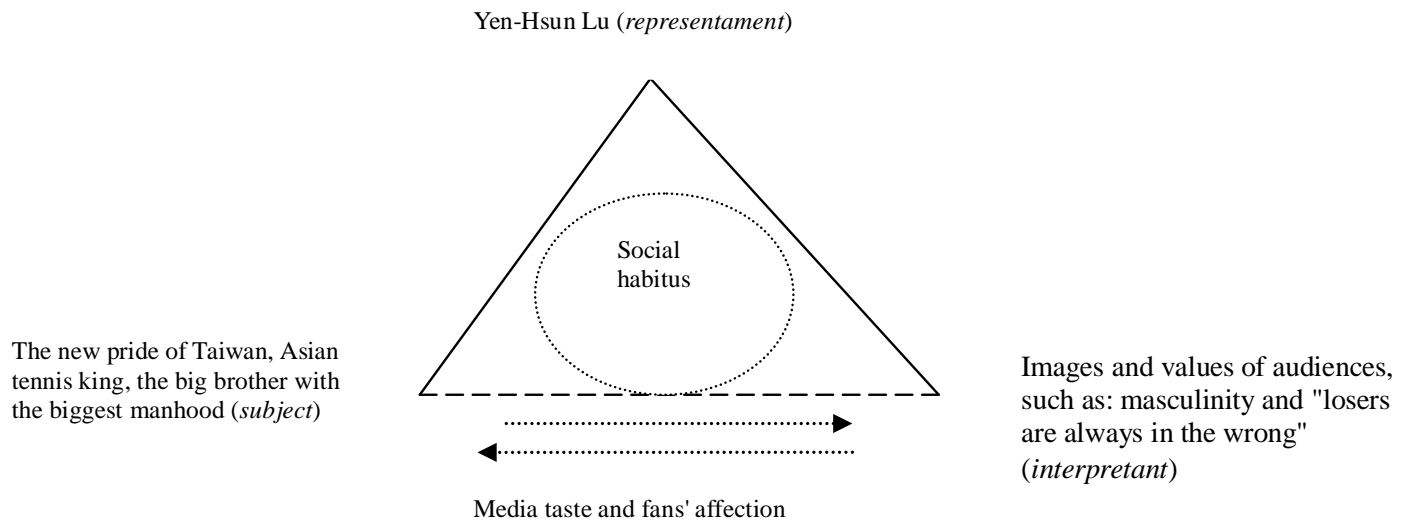 Yen-Hsun Lu (representament)
Social
habitus
The new pride of Taiwan, Asian
tennis king, the big brother with
the biggest manhood (subject)
Images and values of audiences,
such as: masculinity and "losers
are always in the wrong"
(interpretant)
Media taste and fans' affection